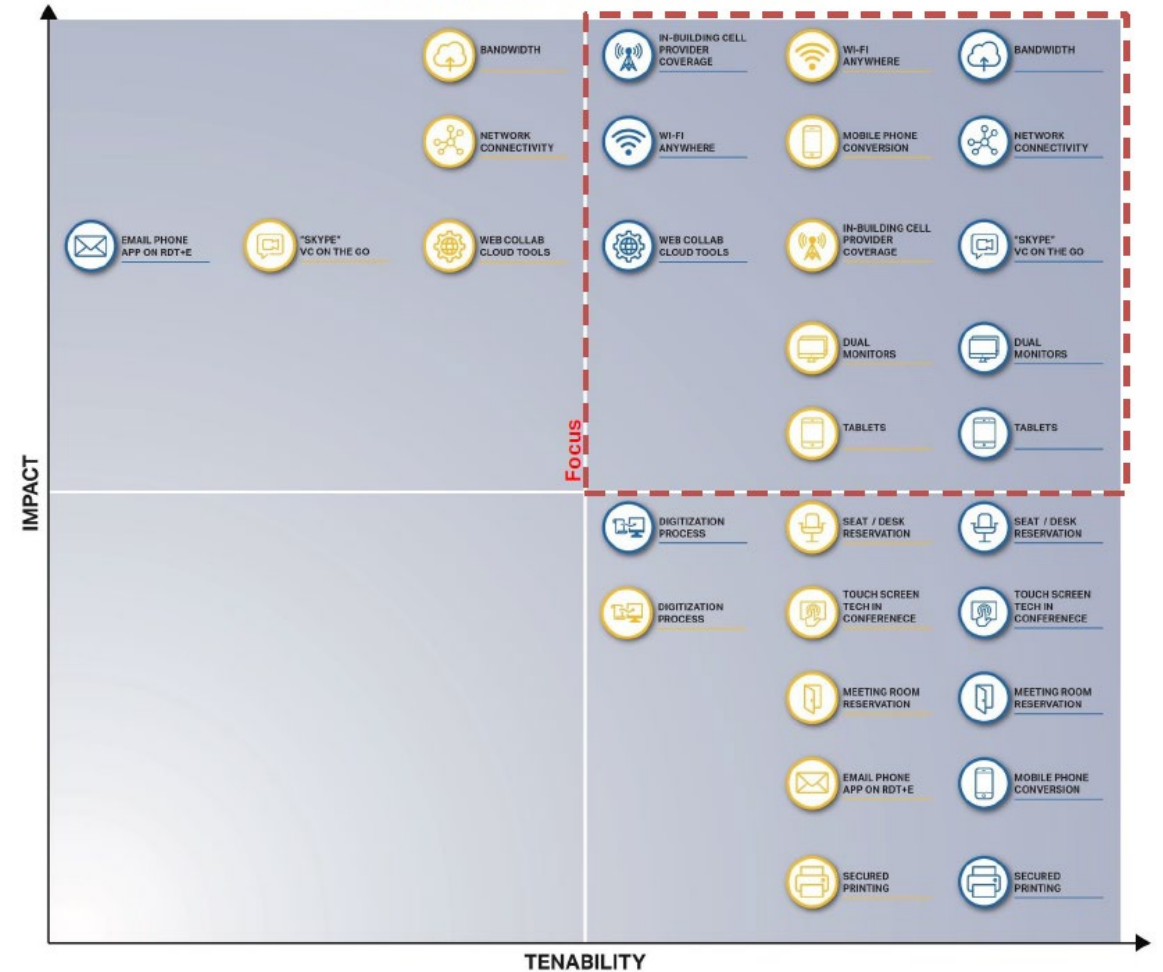 BANDWIDTH
IN-BUILDING CELL
PROVIDER
COVERAGE
WI-FI
ANYWHERE
BANDWIDTH
NETWORK
CONNECTIVITY
WI-FI
ANYWHERE
MOBILE PHONE
CONVERSION
NETWORK
CONNECTIVITY
EMAIL PHONE
APP ON RDT+E
"SKYPE"
VC ON THE GO
WEB COLLAB
CLOUD TOOLS
WEB COLLAB
CLOUD TOOLS
IN-BUILDING CELL
PROVIDER
COVERAGE
"SKYPE"
VC ON THE GO
DUAL
MONITORS
DUAL
MONITORS
TABLETS
TABLETS
Focus
IMPACT
DIGITIZATION
PROCESS
SEAT / DESK
RESERVATION
SEAT / DESK
RESERVATION
DIGITIZATION
PROCESS
TOUCH SCREEN
TECH IN
CONFERENECE
TOUCH SCREEN
TECH IN
CONFERENECE
MEETING ROOM
RESERVATION
MEETING ROOM
RESERVATION
EMAIL PHONE
APP ON RDT+E
MOBILE PHONE
CONVERSION
SECURED
PRINTING
SECURED
PRINTING
TENABILITY